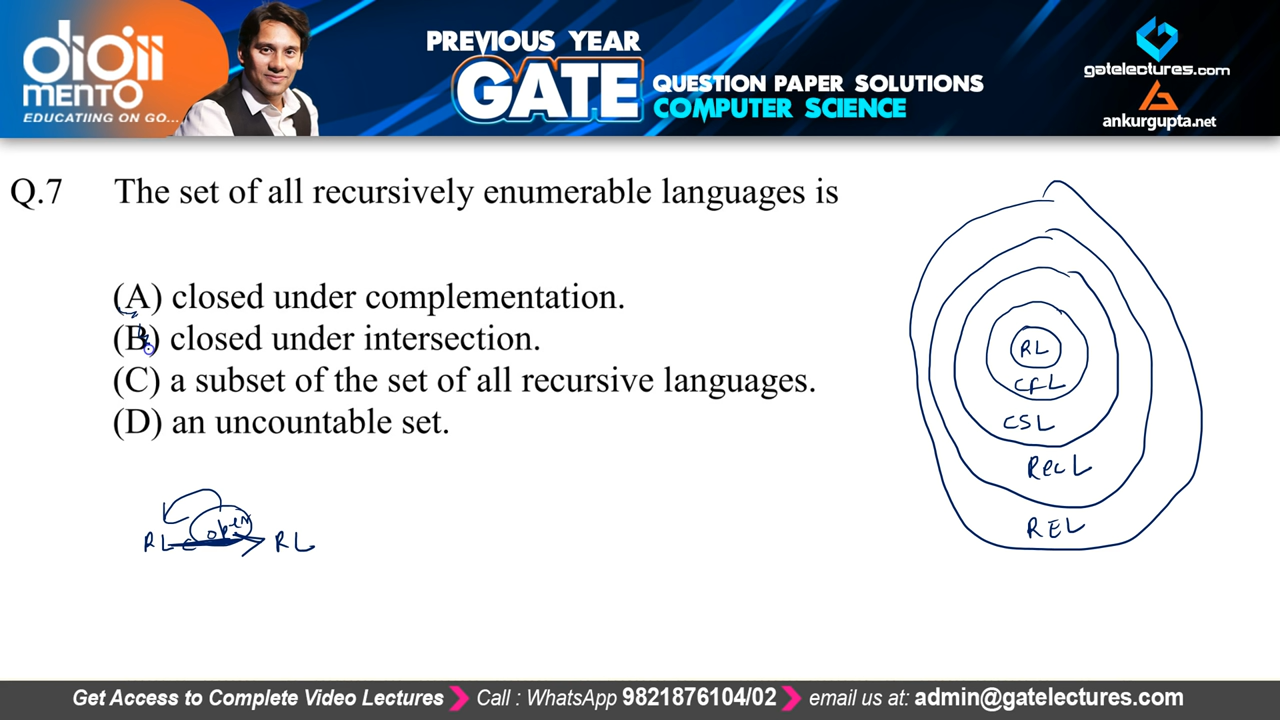 digii
MENTO
EDUCATIING ON GO...
PREVIOUS YEAR
GATE
QUESTION PAPER SOLUTIONS
COMPUTER SCIENCE
gatelectures.com
ankurgupta.net
Q.7 The set of all recursively enumerable languages is
(A) closed under complementation.
(B) closed under intersection.
(C) a subset of the set of all recursive languages.
(D) an uncountable set.
RL
CFL
CSL
Rec L
REL
RL open RL
Get Access to Complete Video Lectures Call : WhatsApp 9821876104/02 email us at: admin@gatelectures.com